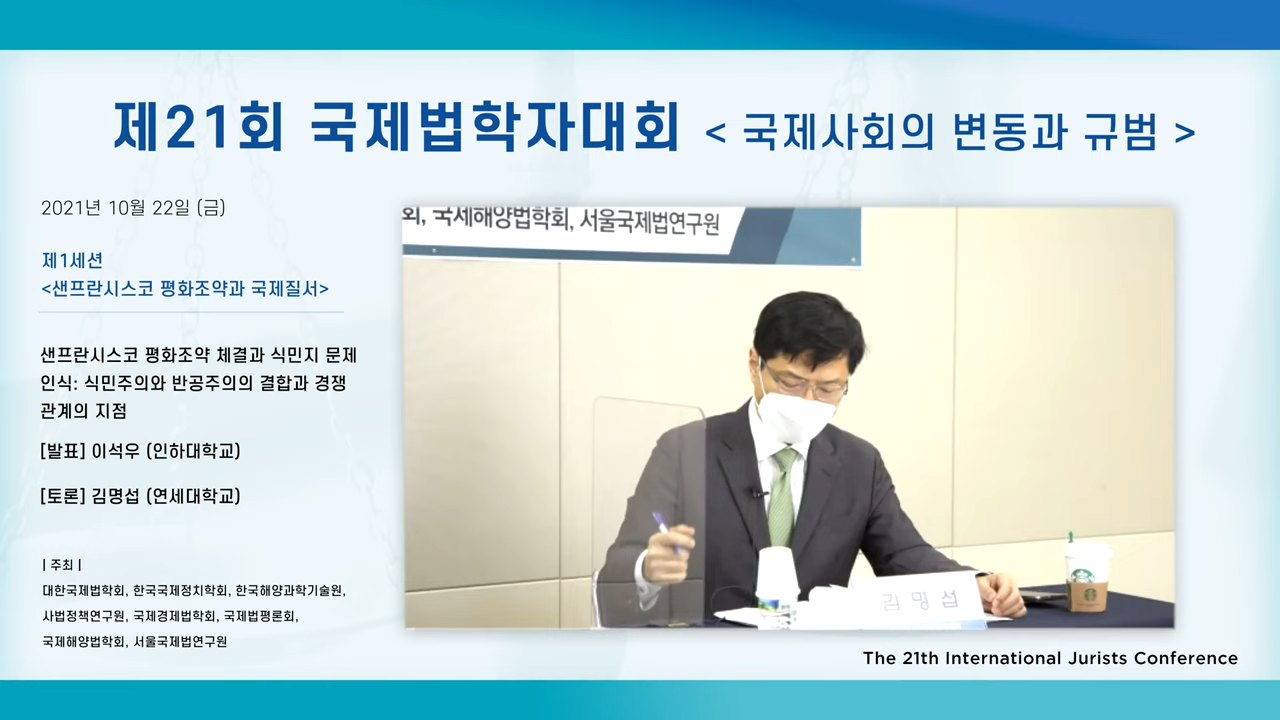 제21회 국제법학자대회 < 국제사회의 변동과 규범 >
2021년 10월 22일 (금)
제1세션
<샌프란시스코 평화조약과 국제질서>
샌프란시스코 평화조약 체결과 식민지 문제
인식: 식민주의와 반공주의의 결합과 경쟁
관계의 지점
[발표] 이석우 (인하대학교)
[토론] 김명섭 (연세대학교)
| 주최 |
대한국제법학회, 한국국제정치학회, 한국해양과학기술원,
사법정책연구원, 국제경제법학회, 국제법평론회,
국제해양법학회, 서울국제법연구원
회, 국제해양법학회, 서울국제법연구원
김명섭
The 21th International Jurists Conference